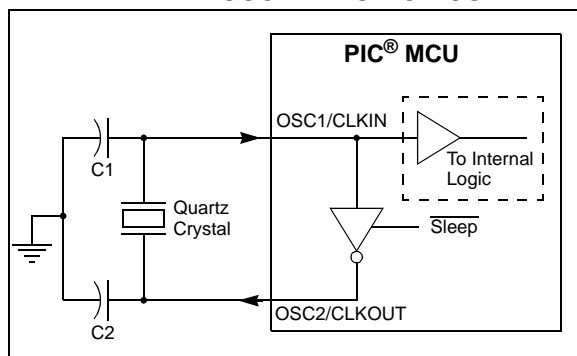 PIC® MCU
OSC1/CLKIN
C1
To Internal
Logic
Quartz
Crystal
Sleep
OSC2/CLKOUT
C2